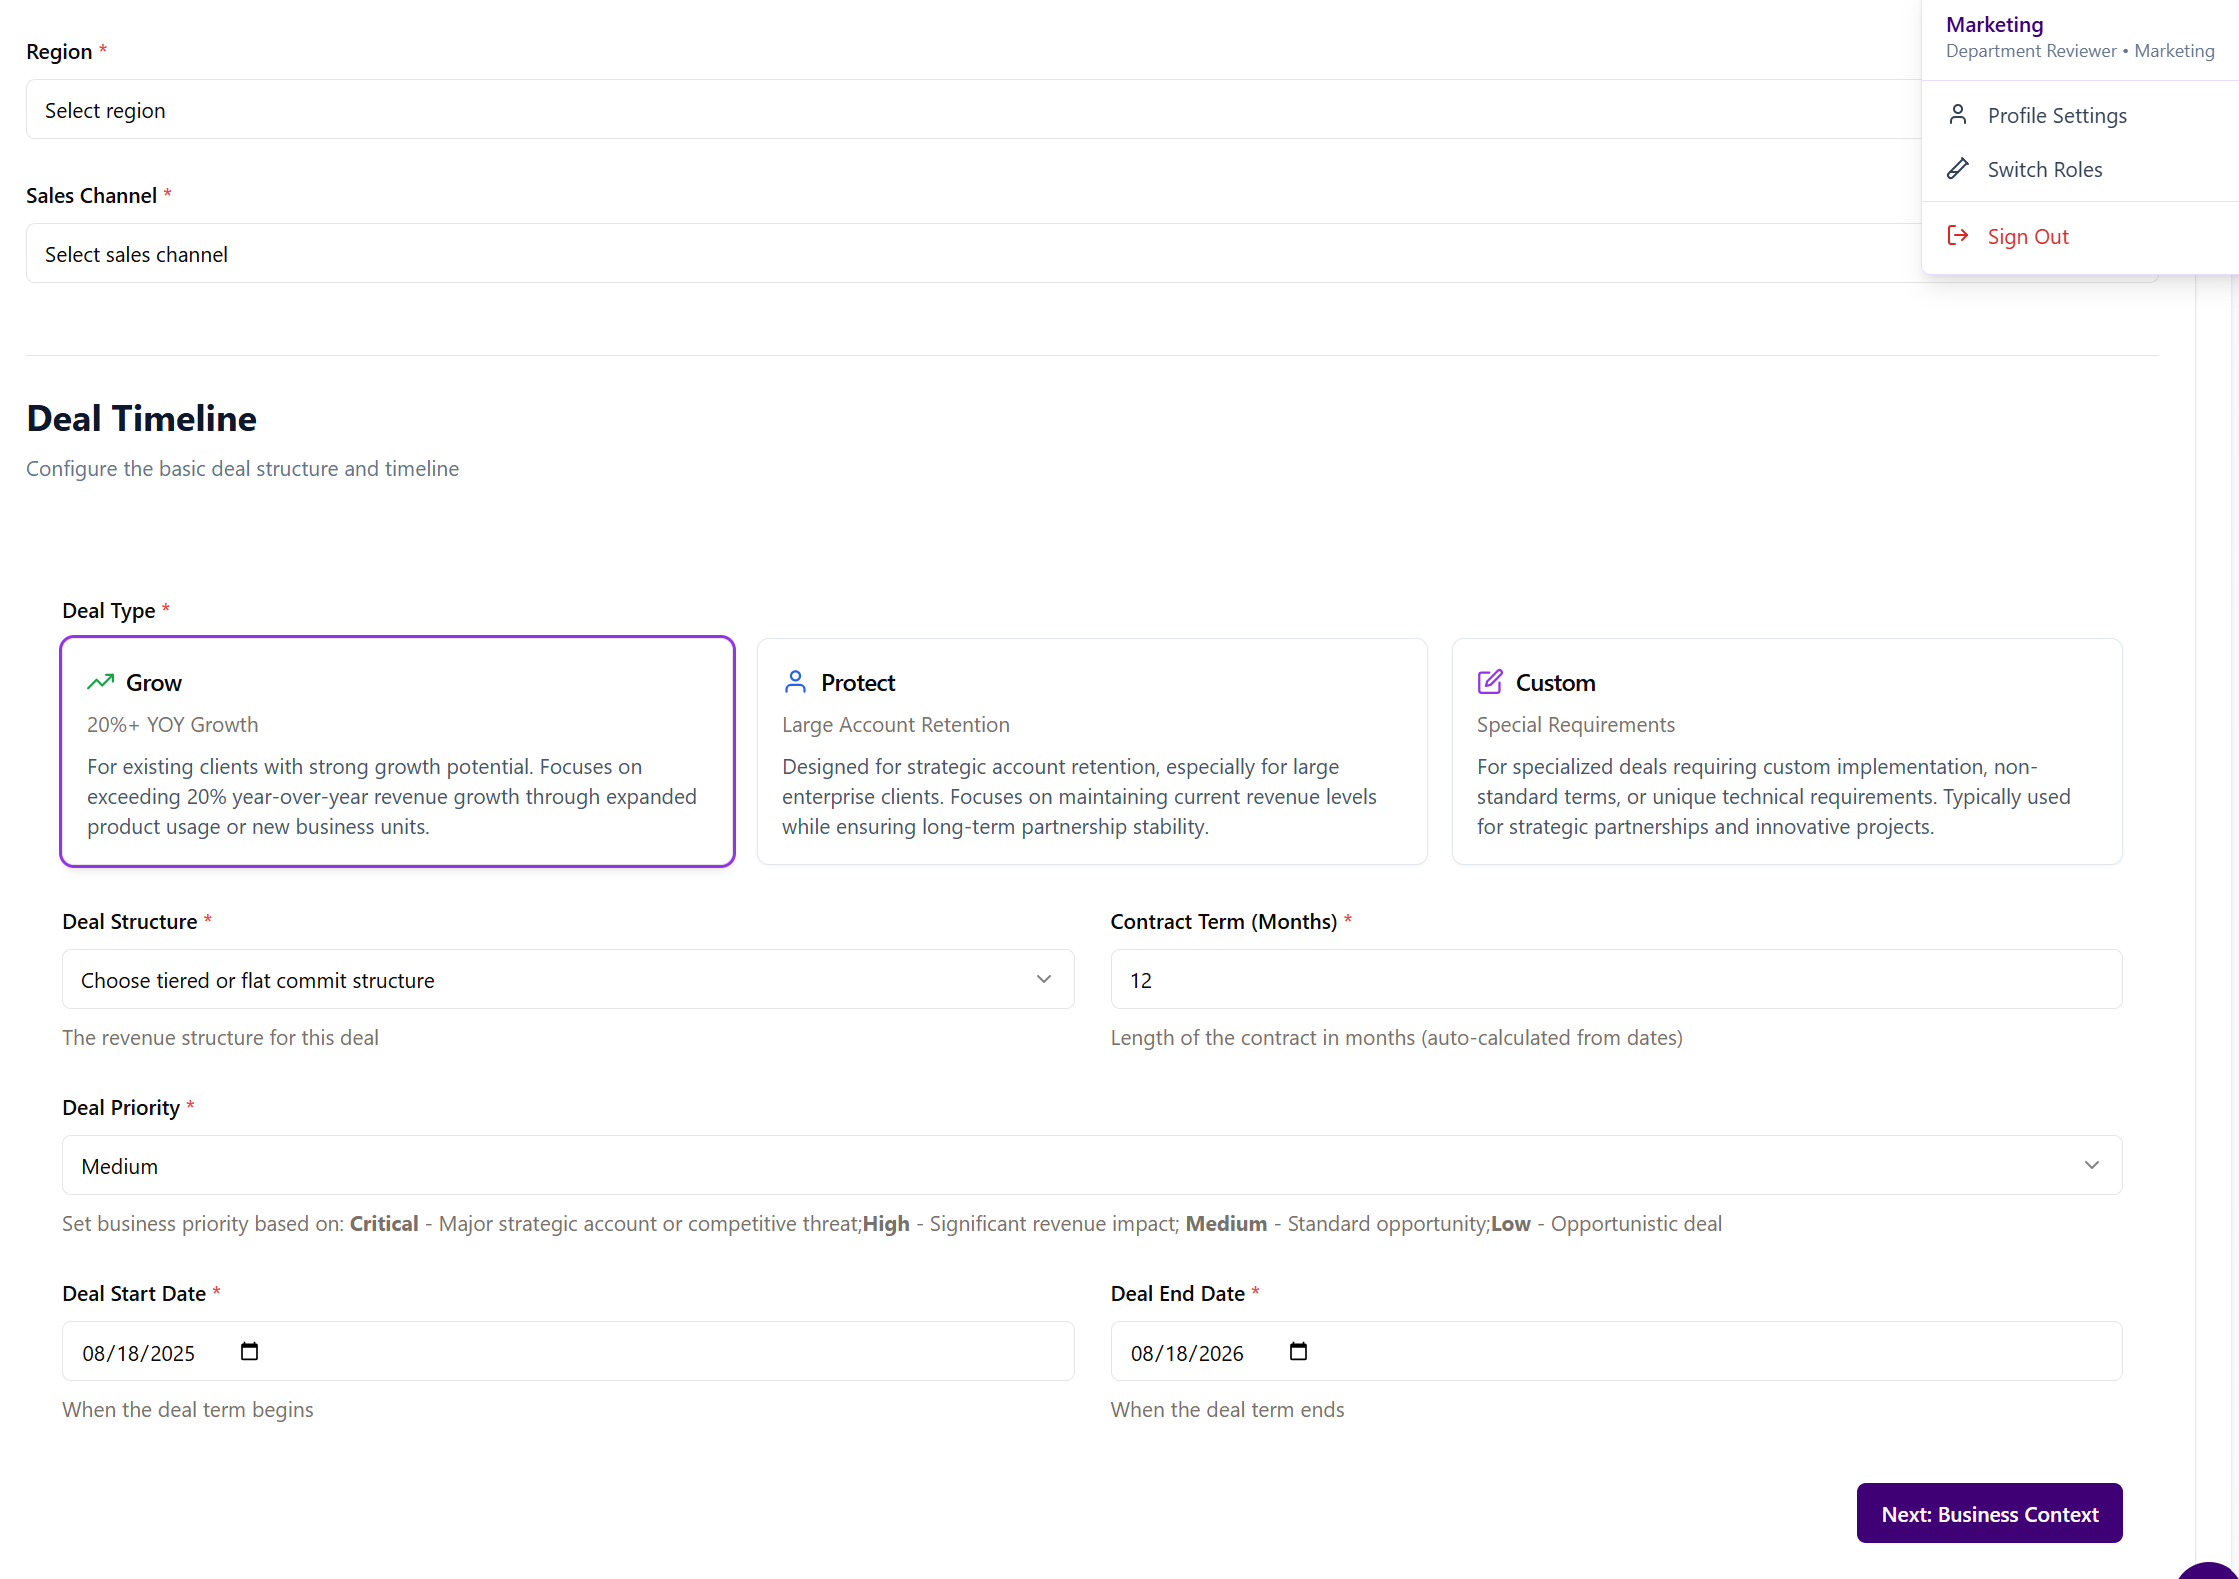 Marketing
Department Reviewer • Marketing
Profile Settings
Switch Roles
Sign Out
Region *
Select region
Sales Channel *
Select sales channel
Deal Timeline
Configure the basic deal structure and timeline
Deal Type *
Grow
20%+ YOY Growth
For existing clients with strong growth potential. Focuses on
exceeding 20% year-over-year revenue growth through expanded
product usage or new business units.
Protect
Large Account Retention
Designed for strategic account retention, especially for large
enterprise clients. Focuses on maintaining current revenue levels
while ensuring long-term partnership stability.
Custom
Special Requirements
For specialized deals requiring custom implementation, non-
standard terms, or unique technical requirements. Typically used
for strategic partnerships and innovative projects.
Deal Structure *
Choose tiered or flat commit structure
The revenue structure for this deal
Contract Term (Months) *
12
Length of the contract in months (auto-calculated from dates)
Deal Priority *
Medium
Set business priority based on: Critical - Major strategic account or competitive threat;High - Significant revenue impact; Medium - Standard opportunity;Low - Opportunistic deal
Deal Start Date *
08/18/2025
When the deal term begins
Deal End Date *
08/18/2026
When the deal term ends
Next: Business Context